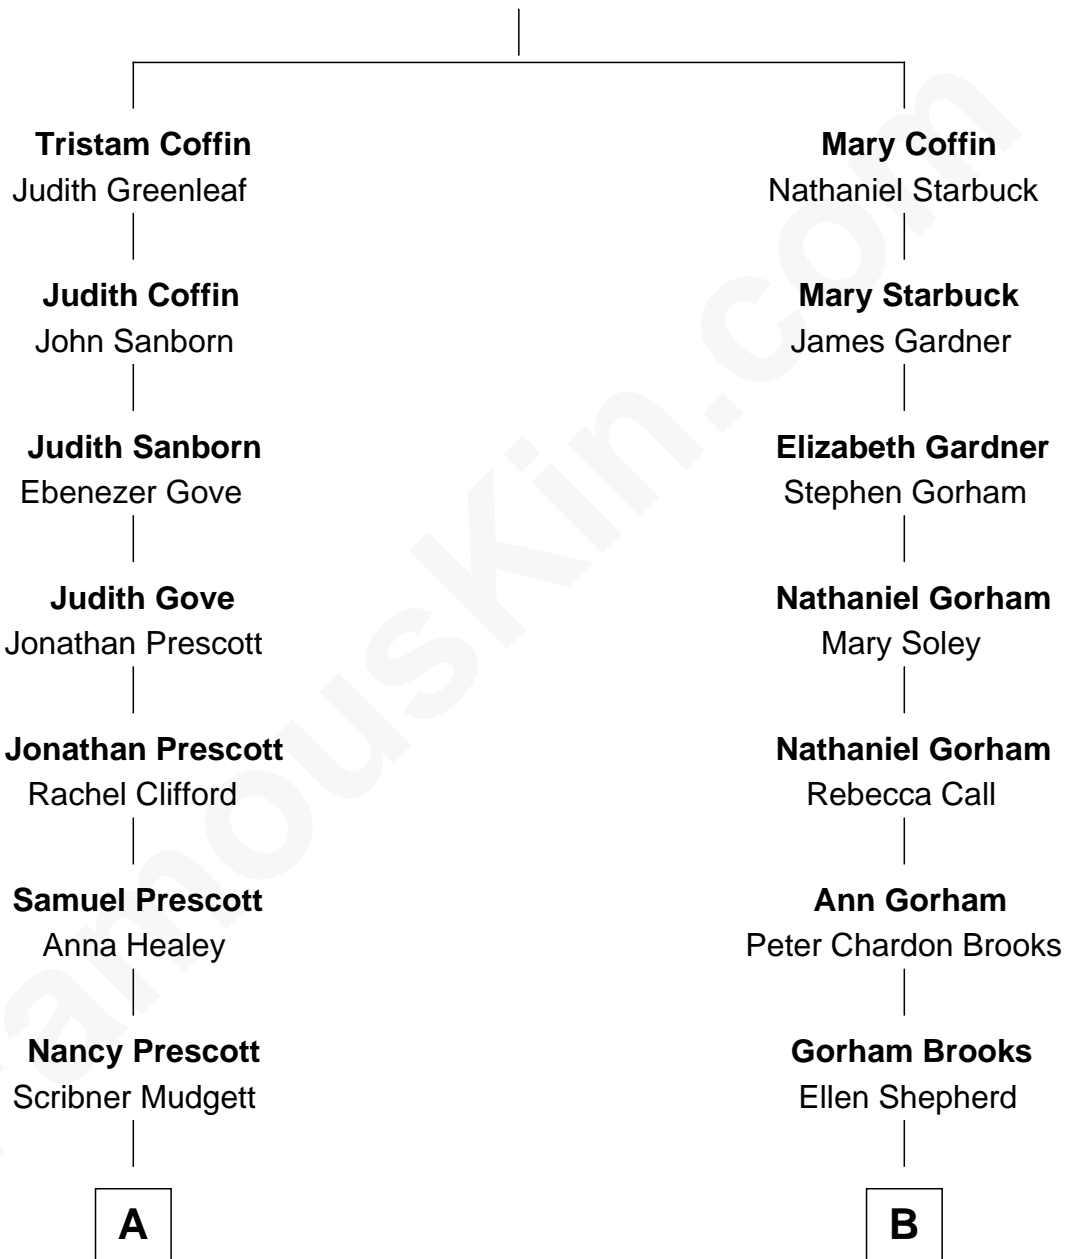 Tristam Coffin
Judith Greenleaf
Judith Coffin
John Sanborn
Judith Sanborn
Ebenezer Gove
Judith Gove
Jonathan Prescott
Jonathan Prescott
Rachel Clifford
Samuel Prescott
Anna Healey
Nancy Prescott
Scribner Mudgett
A
Mary Coffin
Nathaniel Starbuck
Mary Starbuck
James Gardner
Elizabeth Gardner
Stephen Gorham
Nathaniel Gorham
Mary Soley
Nathaniel Gorham
Rebecca Call
Ann Gorham
Peter Chardon Brooks
Gorham Brooks
Ellen Shepherd
B
FamousKin.com